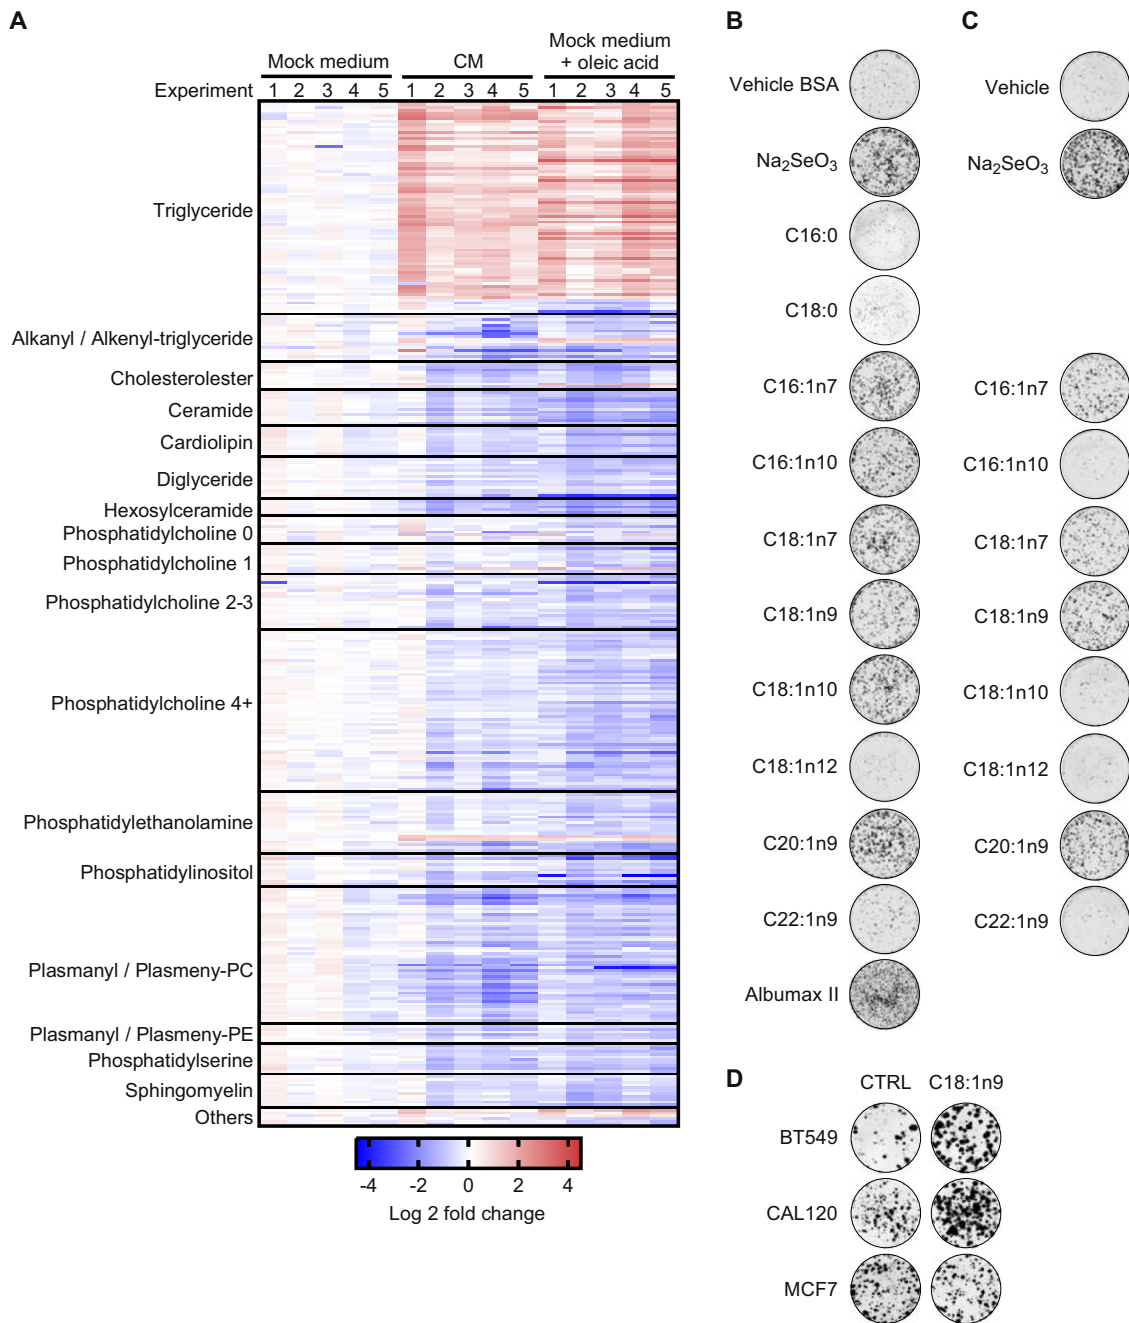 A
Mock medium
CM
Mock medium
+ oleic acid
Experiment 1 2 3 4 5 1 2 3 4 5 1 2 3 4 5
Triglyceride
Alkanyl / Alkenyl-triglyceride
Cholesterolester
Ceramide
Cardiolipin
Diglyceride
Hexosylceramide
Phosphatidylcholine 0
Phosphatidylcholine 1
Phosphatidylcholine 2-3
Phosphatidylcholine 4+
Phosphatidylethanolamine
Phosphatidylinositol
Plasmanyl / Plasmeny-PC
Plasmanyl / Plasmeny-PE
Phosphatidylserine
Sphingomyelin
Others
-4 -2 0 2 4
Log 2 fold change
B
Vehicle BSA
Na₂SeO₃
C16:0
C18:0
C16:1n7
C16:1n10
C18:1n7
C18:1n9
C18:1n10
C18:1n12
C20:1n9
C22:1n9
Albumax II
C
Vehicle
Na₂SeO₃
C16:1n7
C16:1n10
C18:1n7
C18:1n9
C18:1n10
C18:1n12
C20:1n9
C22:1n9
D
CTRL C18:1n9
BT549
CAL120
MCF7